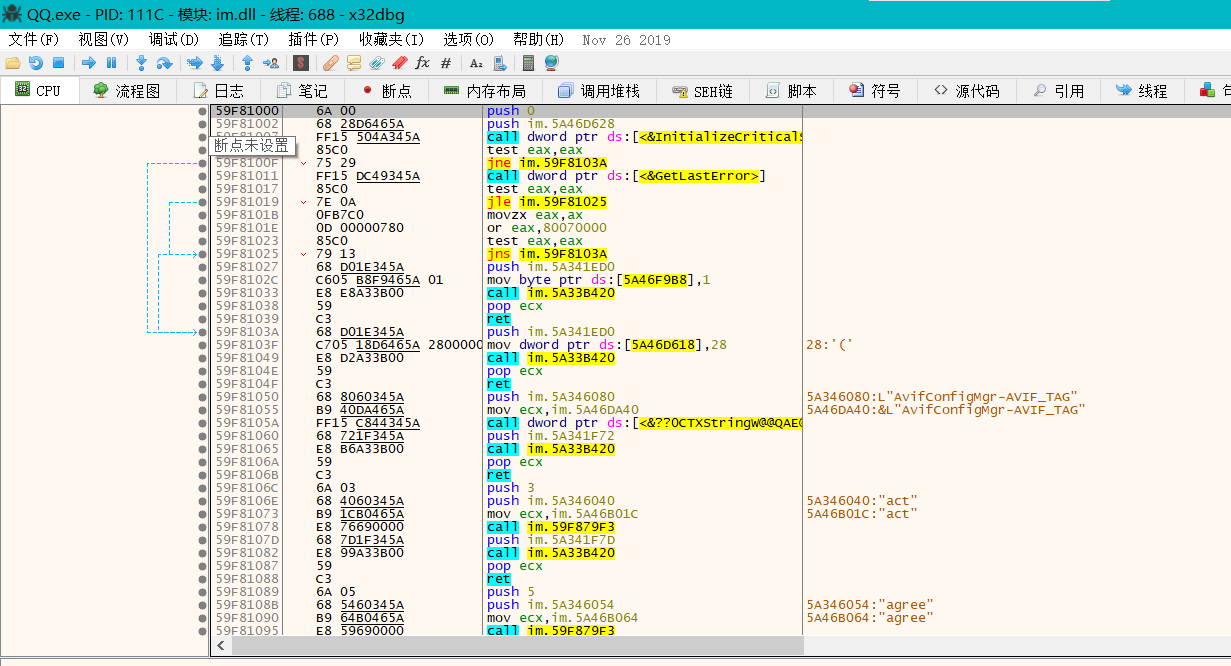 QQ.exe - PID: 111C - 模块: im.dll - 线程: 688 - x32dbg
文件(F) 视图(V) 调试(D) 追踪(T) 插件(P) 收藏夹(I) 选项(O) 帮助(H) Nov 26 2019
CPU 流程图 日志 笔记 断点 内存布局 调用堆栈 SEH链 脚本 符号 源代码 引用 线程
59F81000 6A 00 push 0
59F81002 68 28D6465A push im.5A46D628
FF15 504A345A call dword ptr ds:[<&InitializeCriticalS
断点未设置 85C0 test eax,eax
59F8100F 75 29 jne im.59F8103A
59F81011 FF15 DC49345A call dword ptr ds:[<&GetLastError>]
59F81017 85C0 test eax,eax
59F81019 7E 0A jle im.59F81025
59F8101B 0FB7C0 movzx eax,ax
59F8101E 0D 00000780 or eax,80070000
59F81023 85C0 test eax,eax
59F81025 79 13 jns im.59F8103A
59F81027 68 D01E345A push im.5A341ED0
59F8102C C605 B8F9465A 01 mov byte ptr ds:[5A46F9B8],1
59F81033 E8 E8A33B00 call im.5A33B420
59F81038 59 pop ecx
59F81039 C3 ret
59F8103A 68 D01E345A push im.5A341ED0
59F8103F C705 18D6465A 2800000 mov dword ptr ds:[5A46D618],28 28:'('
59F81049 E8 D2A33B00 call im.5A33B420
59F8104E 59 pop ecx
59F8104F C3 ret
59F81050 68 8060345A push im.5A346080 5A346080:L"AvifConfigMgr-AVIF_TAG"
59F81055 B9 40DA465A mov ecx,im.5A46DA40 5A46DA40:&L"AvifConfigMgr-AVIF_TAG"
59F8105A FF15 C844345A call dword ptr ds:[<&??0CTXStringW@@QAE@
59F81060 68 721F345A push im.5A341F72
59F81065 E8 B6A33B00 call im.5A33B420
59F8106A 59 pop ecx
59F8106B C3 ret
59F8106C 6A 03 push 3
59F8106E 68 4060345A push im.5A346040 5A346040:"act"
59F81073 B9 1CB0465A mov ecx,im.5A46B01C 5A46B01C:"act"
59F81078 E8 76690000 call im.59F879F3
59F8107D 68 7D1F345A push im.5A341F7D
59F81082 E8 99A33B00 call im.5A33B420
59F81087 59 pop ecx
59F81088 C3 ret
59F81089 6A 05 push 5
59F8108B 68 5460345A push im.5A346054 5A346054:"agree"
59F81090 B9 64B0465A mov ecx,im.5A46B064 5A46B064:"agree"
59F81095 E8 59690000 call im.59F879F3